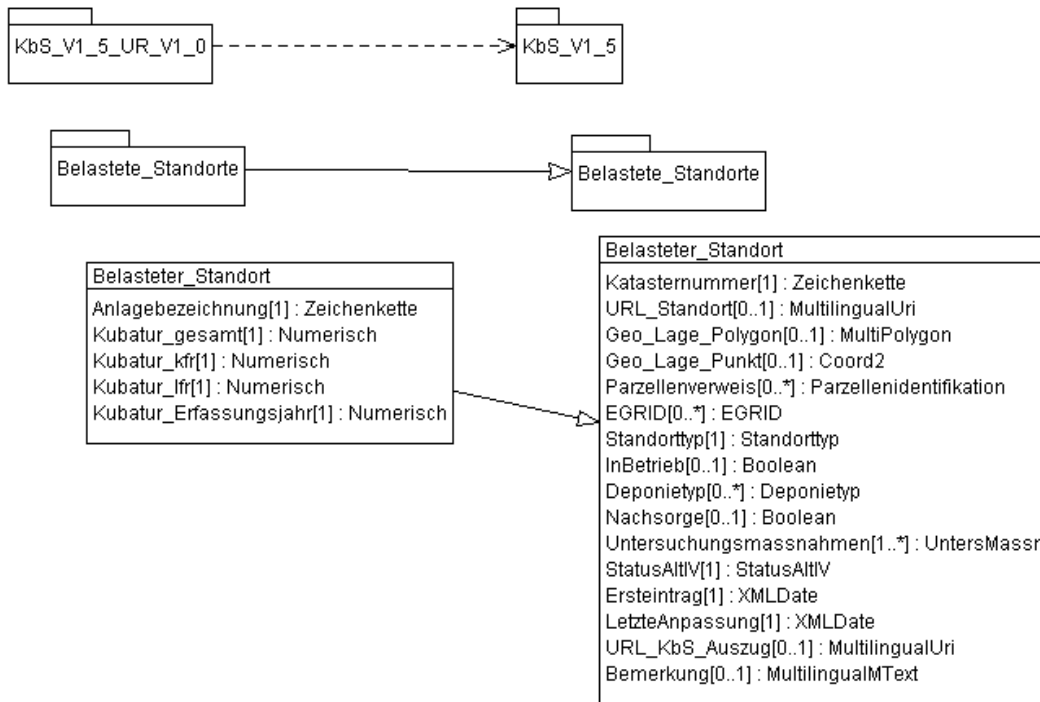 KbS_V1_5_UR_V1_0
KbS_V1_5
Belastete_Standorte
Belastete_Standorte
Belasteter_Standort
Anlagebezeichnung[1] : Zeichenkette
Kubatur_gesamt[1] : Numerisch
Kubatur_kfr[1] : Numerisch
Kubatur_lfr[1] : Numerisch
Kubatur_Erfassungsjahr[1] : Numerisch
Belasteter_Standort
Katasternummer[1] : Zeichenkette
URL_Standort[0..1] : MultilingualUri
Geo_Lage_Polygon[0..1] : MultiPolygon
Geo_Lage_Punkt[0..1] : Coord2
Parzellenverweis[0..*] : Parzellenidentifikation
EGRID[0..*] : EGRID
Standorttyp[1] : Standorttyp
InBetrieb[0..1] : Boolean
Deponietyp[0..*] : Deponietyp
Nachsorge[0..1] : Boolean
Untersuchungsmassnahmen[1..*] :
StatusAltlV[1] : StatusAltlV
Ersteintrag[1] : XMLDate
LetzteAnpassung[1] : XMLDate
URL_KbS_Auszug[0..1] : MultilingualUri
Bemerkung[0..1] : MultilingualMText